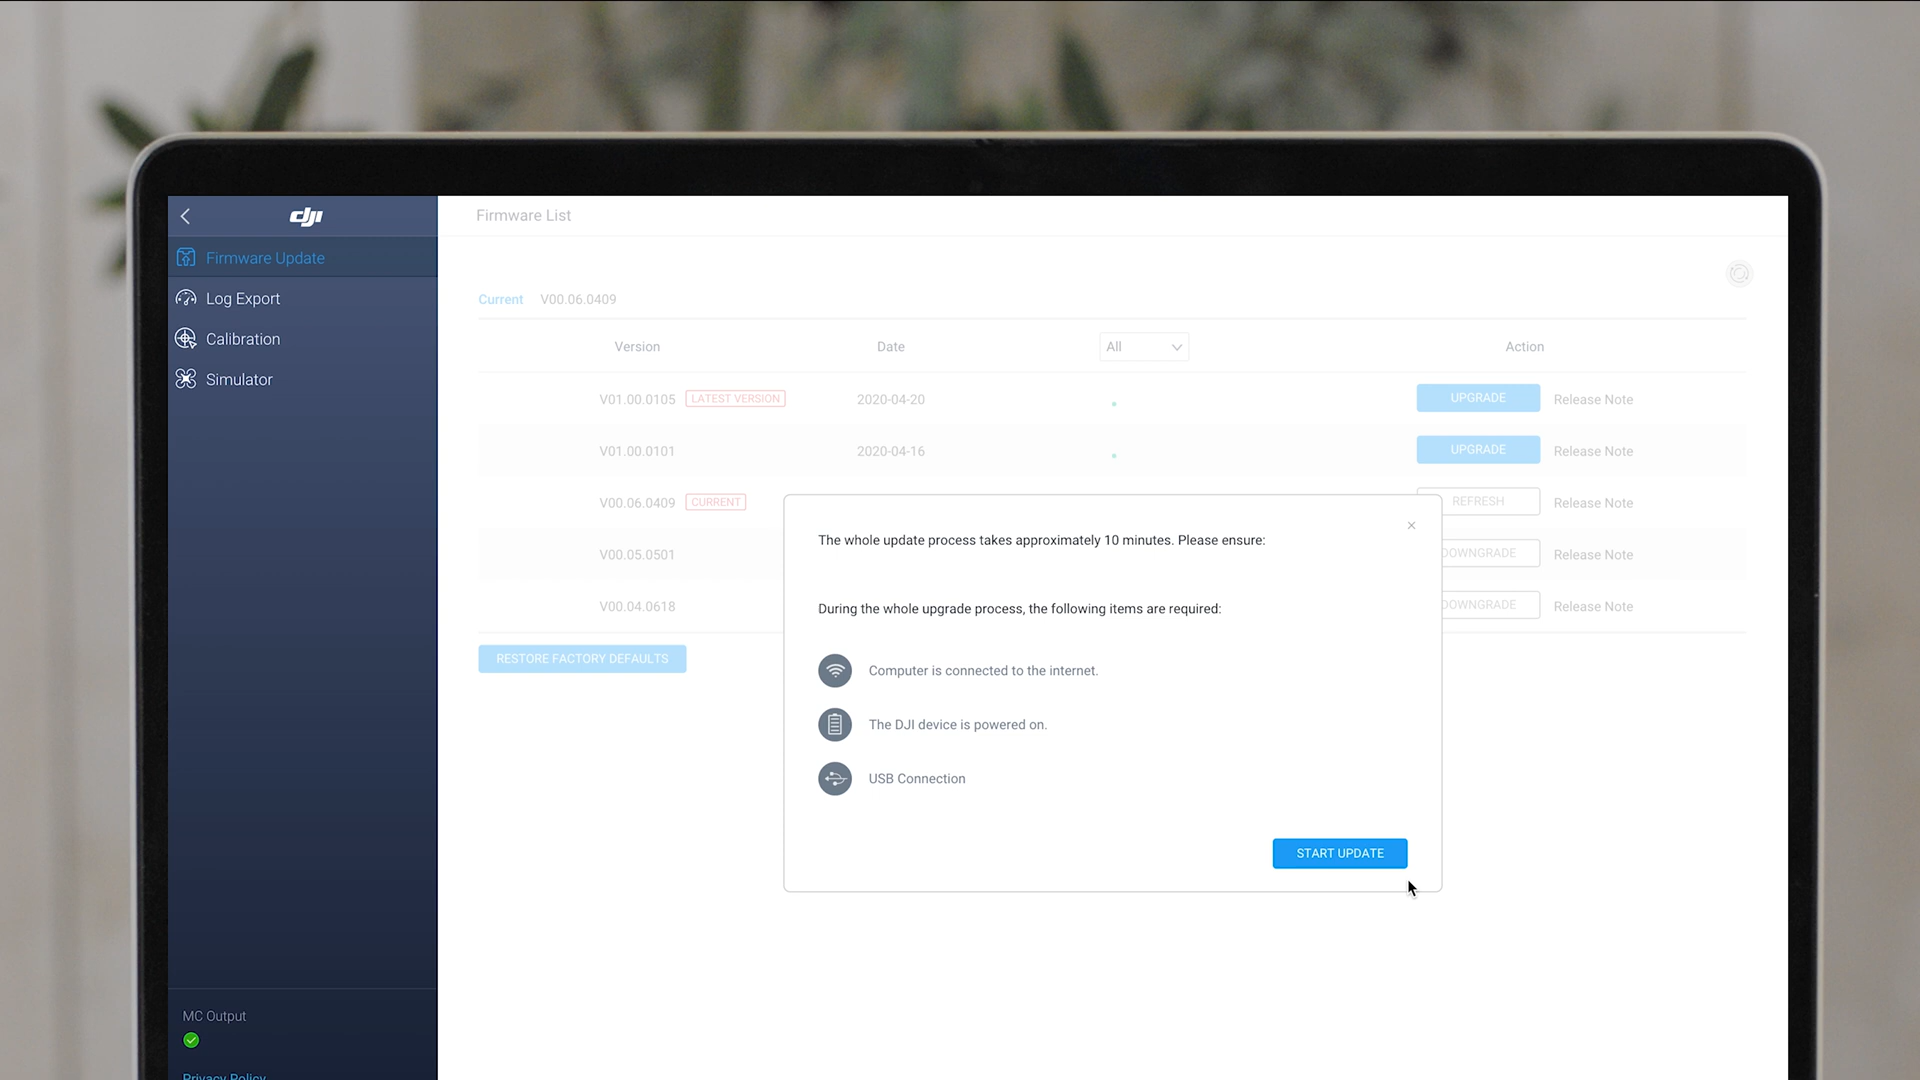 dji
Firmware List
Firmware Update
Log Export
Calibration
Simulator
Current V00.06.0409
Version Date All Action
V01.00.0105 LATEST VERSION 2020-04-20 UPGRADE Release Note
V01.00.0101 2020-04-16 UPGRADE Release Note
V00.06.0409 CURRENT REFRESH Release Note
V00.05.0501 DOWNGRADE Release Note
V00.04.0618 DOWNGRADE Release Note
RESTORE FACTORY DEFAULTS
The whole update process takes approximately 10 minutes. Please ensure:
During the whole upgrade process, the following items are required:
Computer is connected to the internet.
The DJI device is powered on.
USB Connection
START UPDATE
MC Output
Privacy Policy